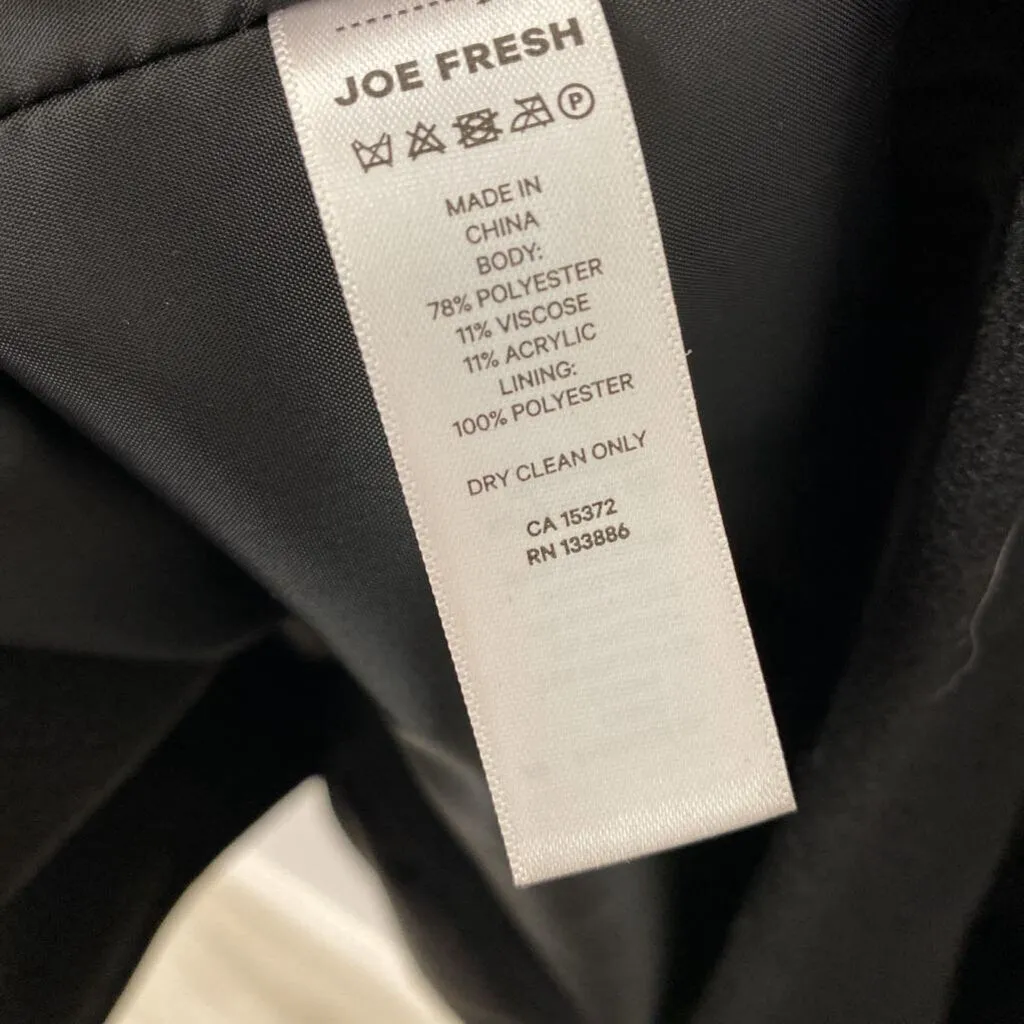 JOE FRESH
P
MADE IN
CHINA
BODY:
78% POLYESTER
11% VISCOSE
11% ACRYLIC
LINING:
100% POLYESTER
DRY CLEAN ONLY
CA 15372
RN 133886